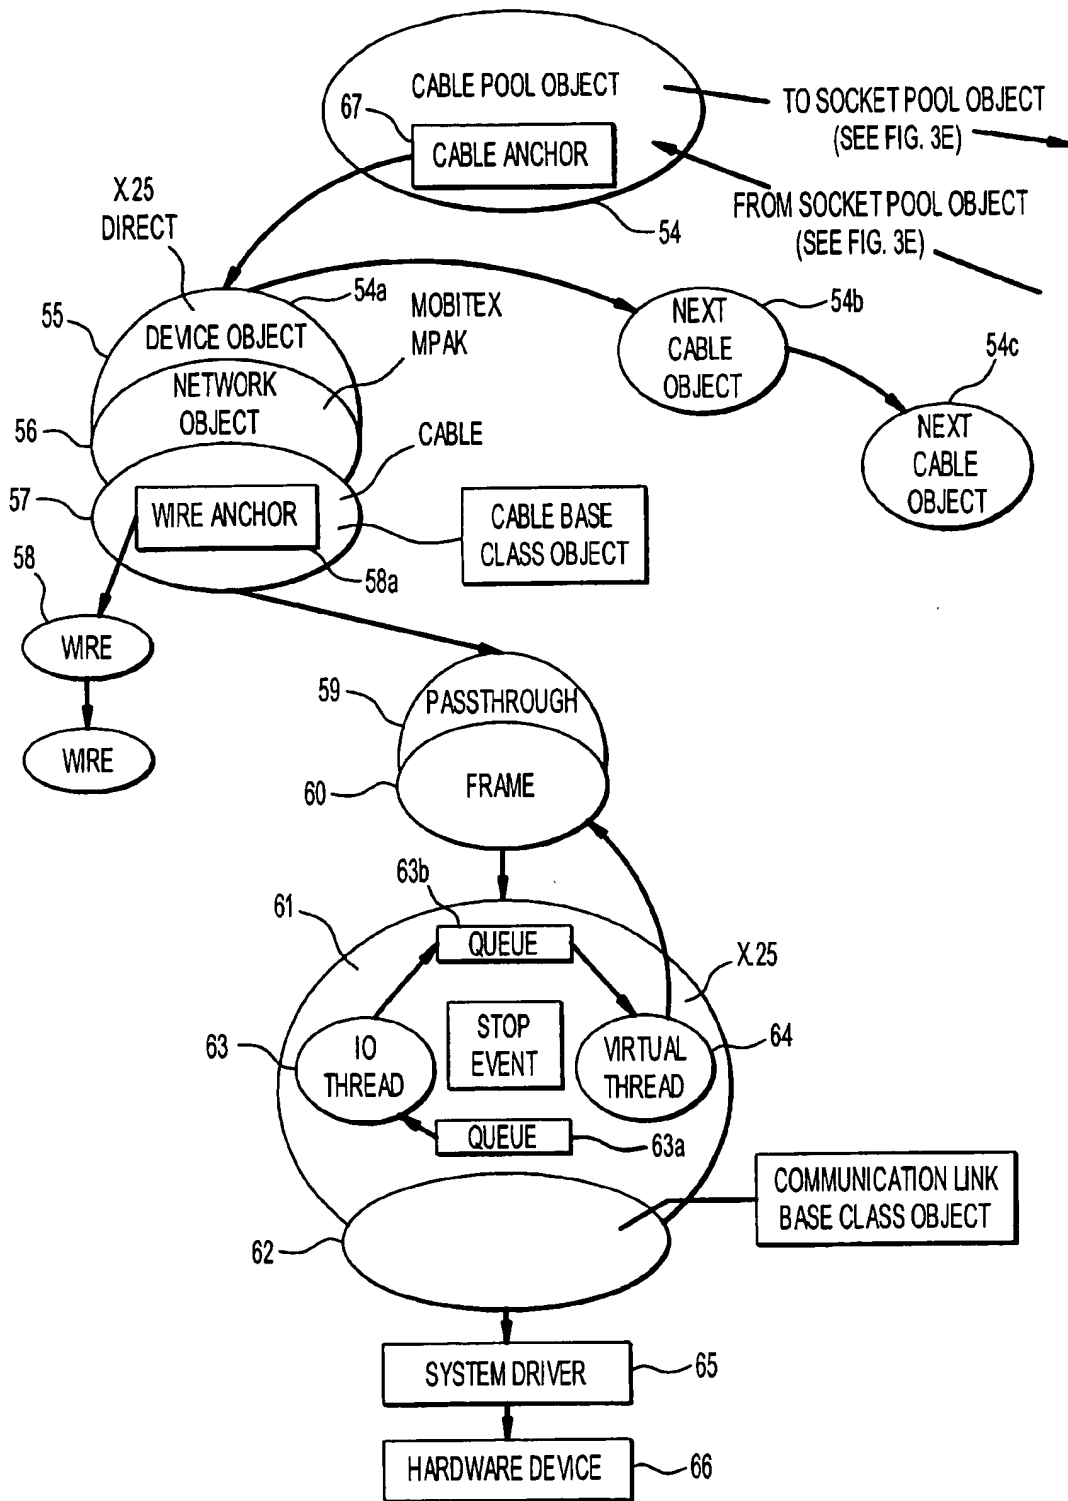 CABLE POOL OBJECT
67
CABLE ANCHOR
TO SOCKET POOL OBJECT
(SEE FIG. 3E)
FROM SOCKET POOL OBJECT
(SEE FIG. 3E)
54
X.25
DIRECT
54a
55
DEVICE OBJECT
MOBITEX
MPAK
NETWORK
OBJECT
56
CABLE
57
WIRE ANCHOR
58a
CABLE BASE
CLASS OBJECT
NEXT
CABLE
OBJECT
54b
54c
NEXT
CABLE
OBJECT
58
WIRE
WIRE
59
PASSTHROUGH
60
FRAME
63b
61
QUEUE
X.25
63
IO
THREAD
STOP
EVENT
VIRTUAL
THREAD
64
QUEUE
63a
COMMUNICATION LINK
BASE CLASS OBJECT
62
SYSTEM DRIVER
65
HARDWARE DEVICE
66